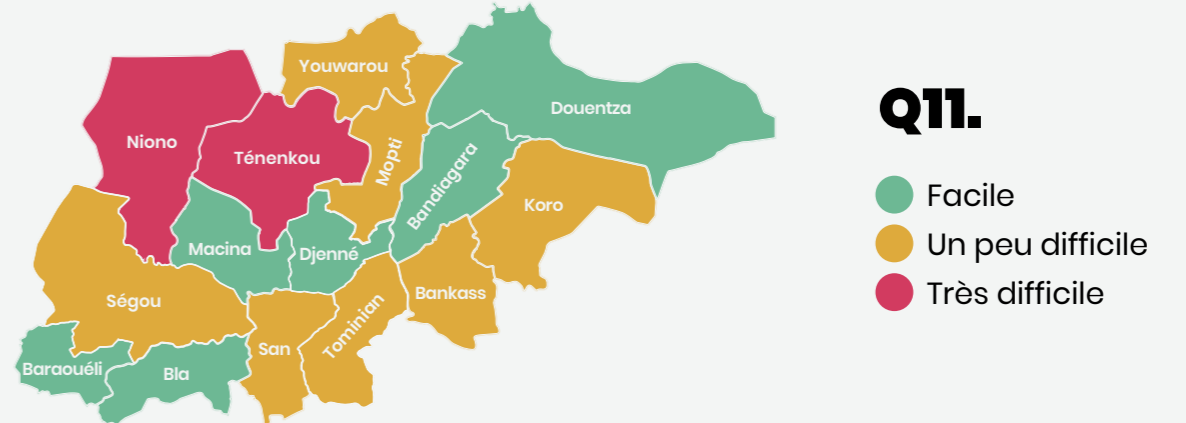 Youwarou
Douentza
Niono
Ténenkou
Mopti
Bandiagara
Koro
Macina
Djenné
Ségou
Bankass
Tominian
San
Baraouéli
Bla
Q11.
Facile
Un peu difficile
Très difficile